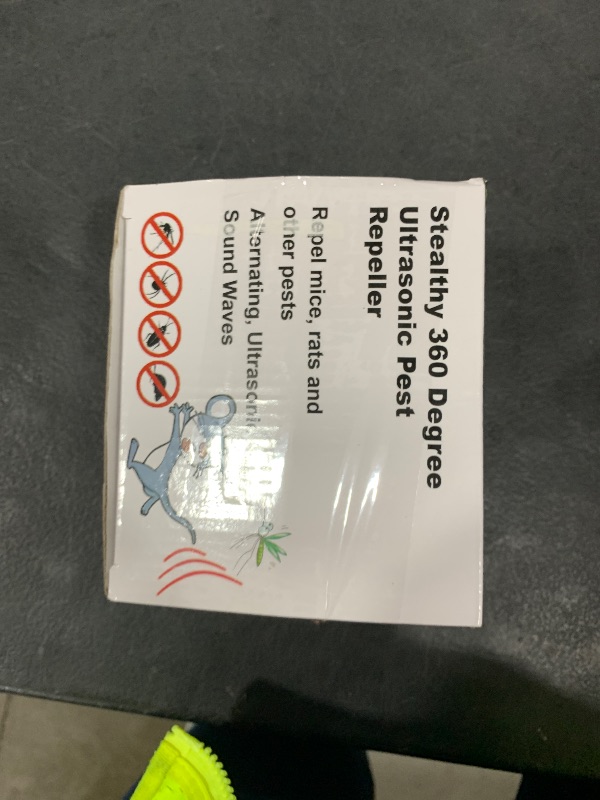 Stealthy 360 Degree
Ultrasonic Pest
Repeller
Repel mice, rats and
other pests
Alternating, Ultrasonic
Sound Waves